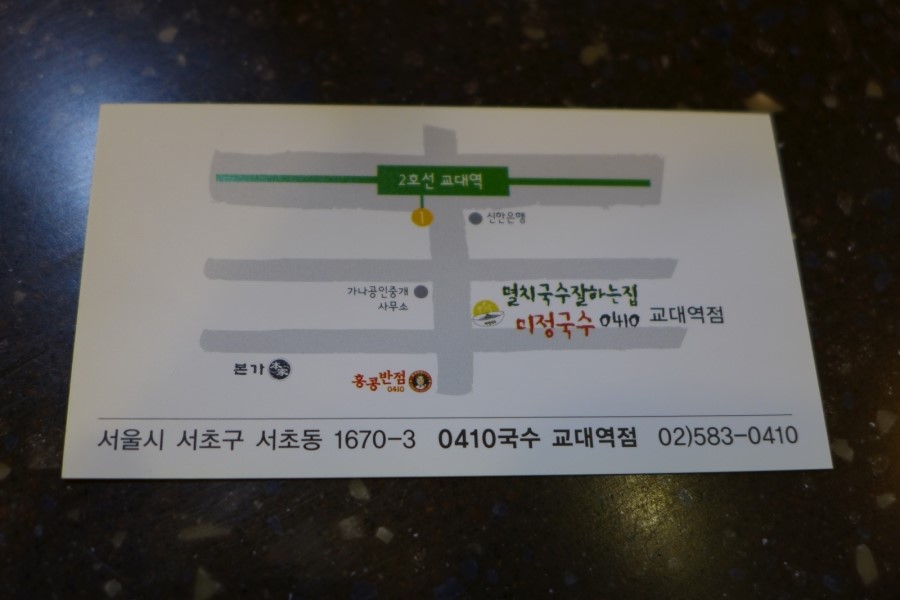 2호선 교대역
1
신한은행
가나공인중개
사무소
멸치국수잘하는집
미정국수 0410 교대역점
본가 本家
홍콩반점
0410
서울시 서초구 서초동 1670-3 0410국수 교대역점 02)583-0410